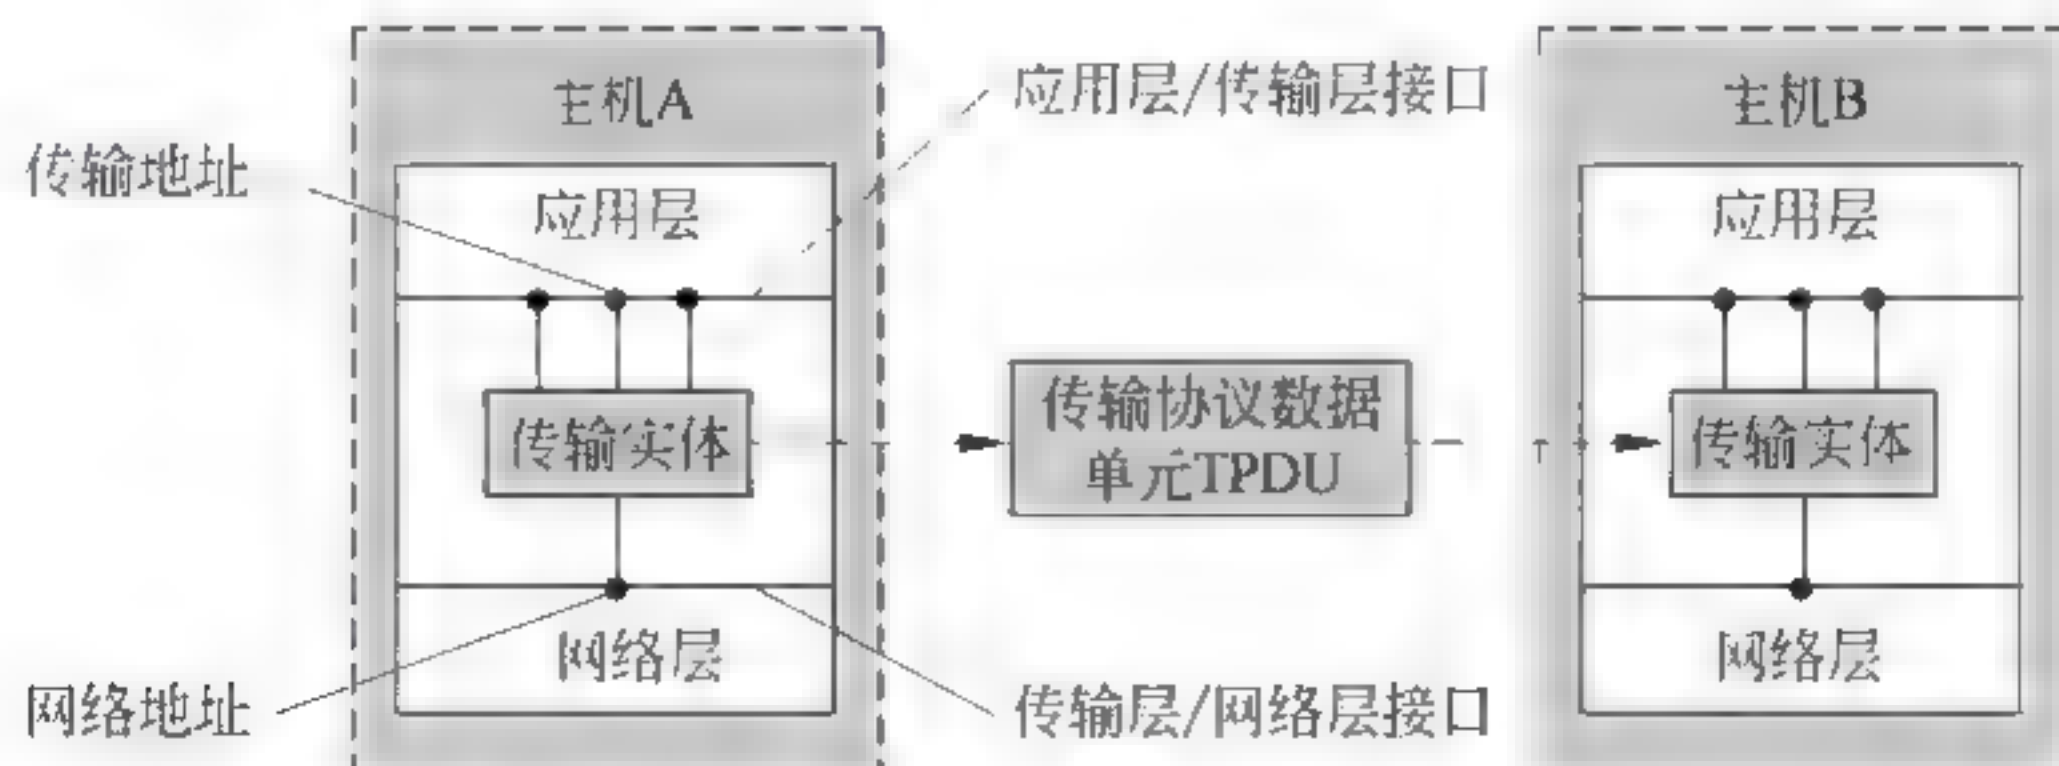 主机A
应用层/传输层接口
主机B
传输地址
应用层
应用层
传输协议数据
单元TPDU
传输实体
传输实体
网络层
网络层
网络地址
传输层/网络层接口